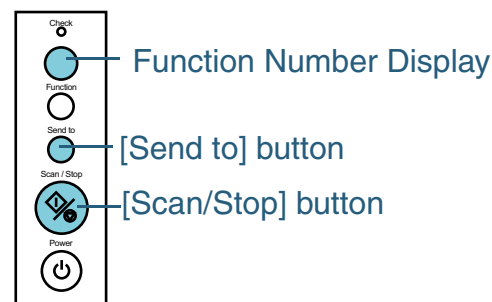 Check
Function Number Display
Function
Send to
[Send to] button
Scan / Stop
[Scan/Stop] button
Power